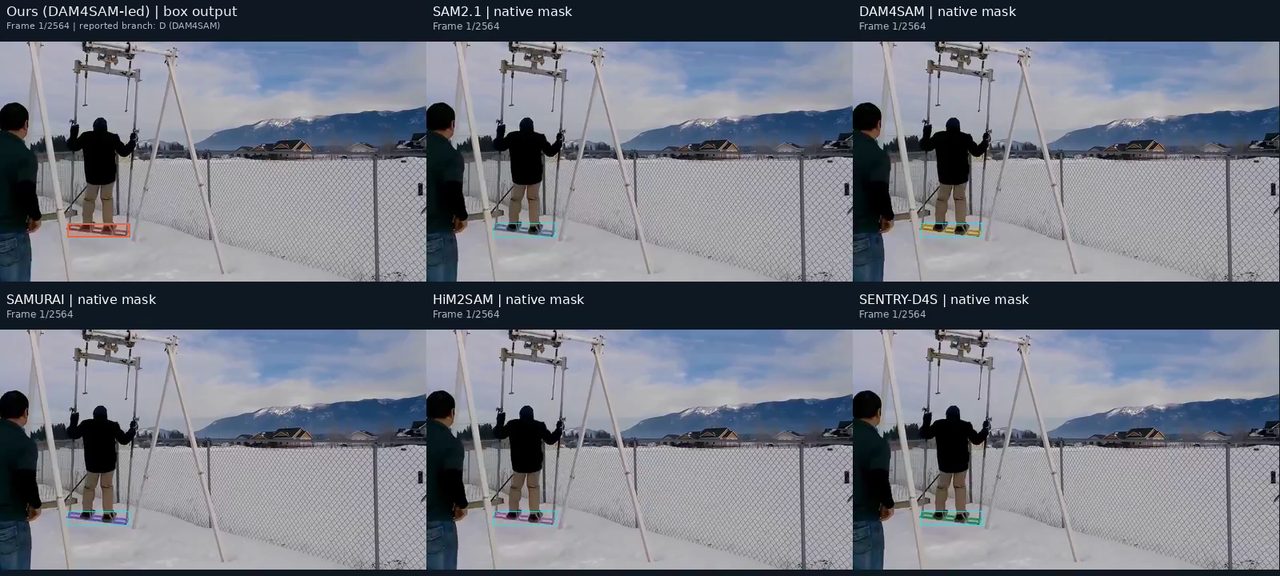 Ours (DAM4SAM-led) | box output
Frame 1/2564 | reported branch: D (DAM4SAM)
SAM2.1 | native mask
Frame 1/2564
DAM4SAM | native mask
Frame 1/2564
SAMURAI | native mask
Frame 1/2564
HiM2SAM | native mask
Frame 1/2564
SENTRY-D4S | native mask
Frame 1/2564